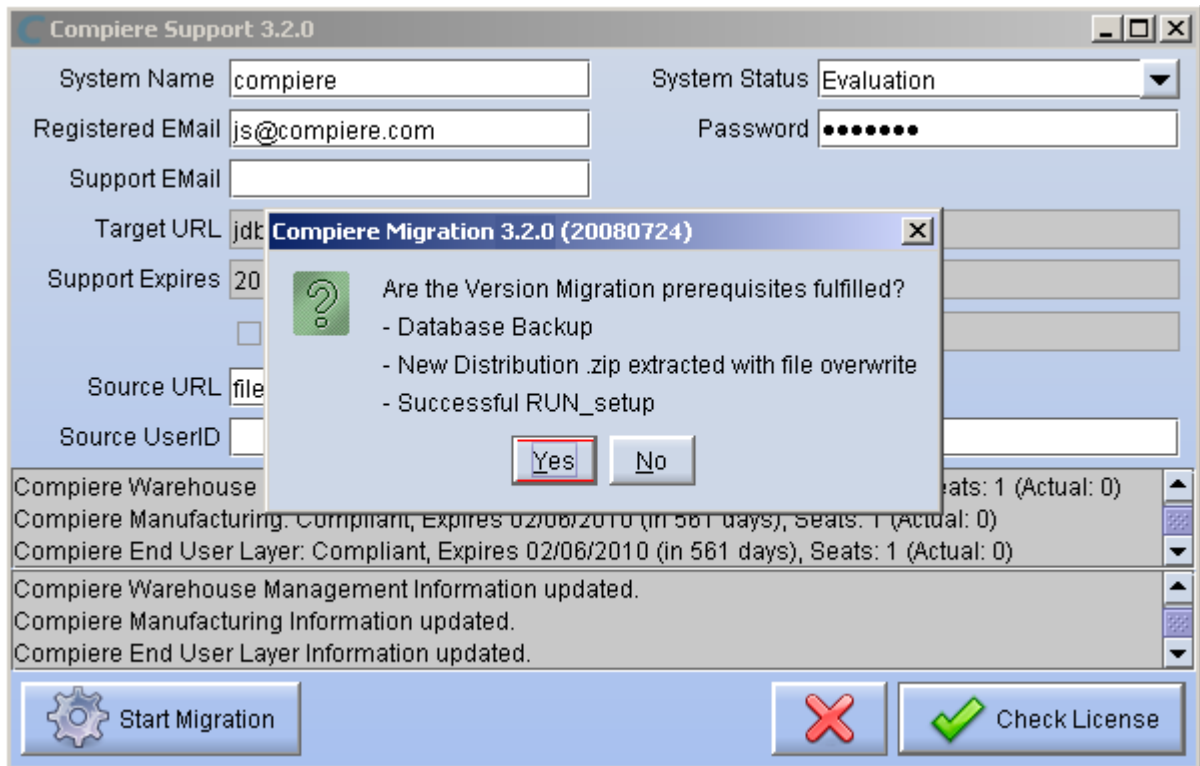 Compiere Support 3.2.0
System Name compiere System Status Evaluation
Registered EMail js@compiere.com Password •••••••
Support EMail
Target URL jdb
Compiere Migration 3.2.0 (20080724)
Support Expires 20
Are the Version Migration prerequisites fulfilled?
- Database Backup
- New Distribution .zip extracted with file overwrite
- Successful RUN_setup
Source URL file
Source UserID
Yes No
Compiere Warehouse eats: 1 (Actual: 0)
Compiere Manufacturing: Compliant, Expires 02/06/2010 (in 561 days), Seats: 1 (Actual: 0)
Compiere End User Layer: Compliant, Expires 02/06/2010 (in 561 days), Seats: 1 (Actual: 0)
Compiere Warehouse Management Information updated.
Compiere Manufacturing Information updated.
Compiere End User Layer Information updated.
Start Migration Check License